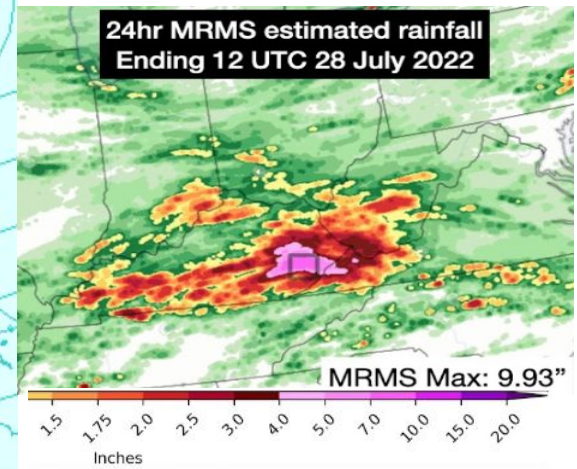 24hr MRMS estimated rainfall
Ending 12 UTC 28 July 2022
MRMS Max: 9.93”
1.5 1.75 2.0 2.5 3.0 4.0 5.0 7.0 10.0 15.0 20.0
Inches